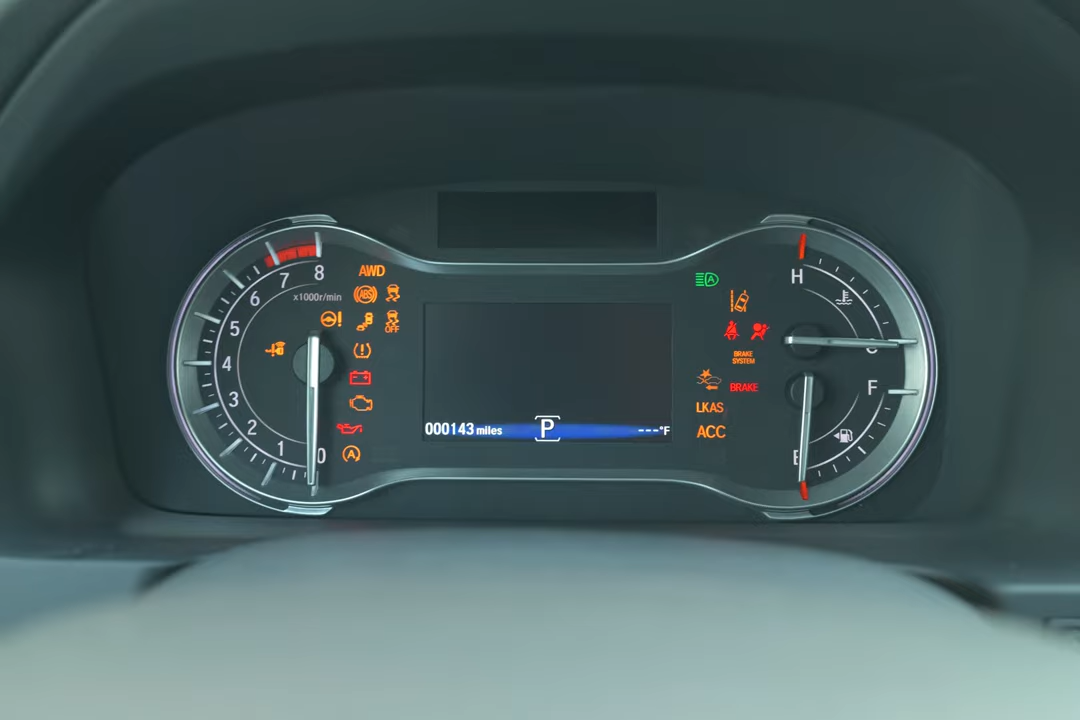 8
7
6
x1000r/min
5
4
3
2
1
0
AWD
ABS
OFF
A
000143 miles
P
---°F
A
BRAKE
SYSTEM
BRAKE
LKAS
ACC
H
C
F
E